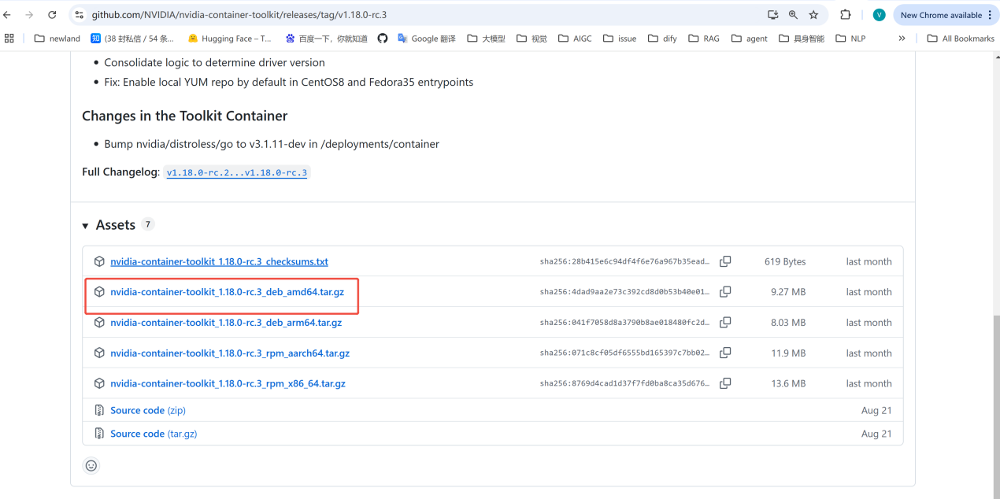 github.com/NVIDIA/nvidia-container-toolkit/releases/tag/v1.18.0-rc.3
V
New Chrome available
newland
知 (38 封私信 / 54 条...
Hugging Face – T...
百度一下,你就知道
Google 翻译
大模型
视觉
AIGC
issue
dify
RAG
agent
具身智能
NLP
»
All Bookmarks
• Consolidate logic to determine driver version
• Fix: Enable local YUM repo by default in CentOS8 and Fedora35 entrypoints
Changes in the Toolkit Container
• Bump nvidia/distroless/go to v3.1.11-dev in /deployments/container
Full Changelog: v1.18.0-rc.2...v1.18.0-rc.3
Assets 7
nvidia-container-toolkit_1.18.0-rc.3_checksums.txt sha256:28b415e6c94df4f6e76a967b35ead... 619 Bytes last month
nvidia-container-toolkit_1.18.0-rc.3_deb_amd64.tar.gz sha256:4dad9aa2e73c392cd8d0b53b40e01... 9.27 MB last month
nvidia-container-toolkit_1.18.0-rc.3_deb_arm64.tar.gz sha256:041f7058d8a3790b8ae018480fc2d... 8.03 MB last month
nvidia-container-toolkit_1.18.0-rc.3_rpm_aarch64.tar.gz sha256:071c8cf05df6555bd165397c7bb02... 11.9 MB last month
nvidia-container-toolkit_1.18.0-rc.3_rpm_x86_64.tar.gz sha256:8769d4cad1d37f7fd0ba8ca35d676... 13.6 MB last month
Source code (zip) Aug 21
Source code (tar.gz) Aug 21